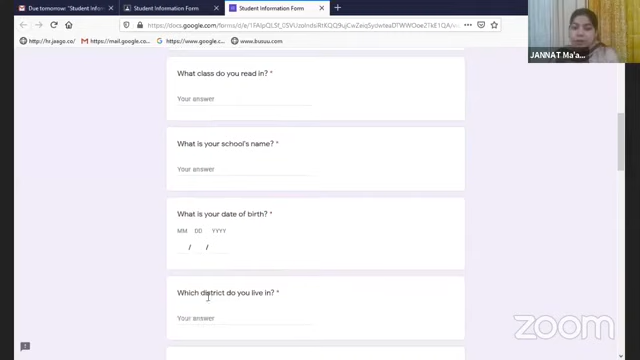 Due tomorrow: "Student Inform
Student Information Form
Student Information Form
http://hr.jaago.co/
https://mail.google.com/...
https://www.google.co...
www.busuu.com
JANNAT Ma'a...
What class do you read in? *
Your answer
What is your school's name? *
Your answer
What is your date of birth? *
MM DD YYYY
/ /
Which district do you live in? *
Your answer
zoom